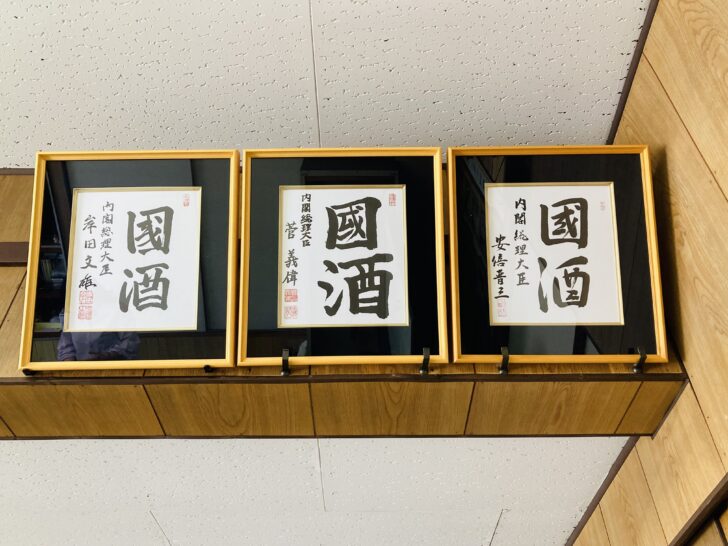 國酒
内閣総理大臣
岸田文雄
國酒
内閣總理大臣
菅義偉
國酒
内閣総理大臣
安倍晋三